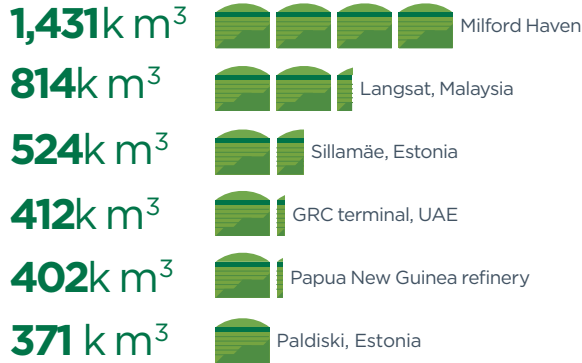 1,431k m³ Milford Haven
814k m³ Langsat, Malaysia
524k m³ Sillamäe, Estonia
412k m³ GRC terminal, UAE
402k m³ Papua New Guinea refinery
371 k m³ Paldiski, Estonia